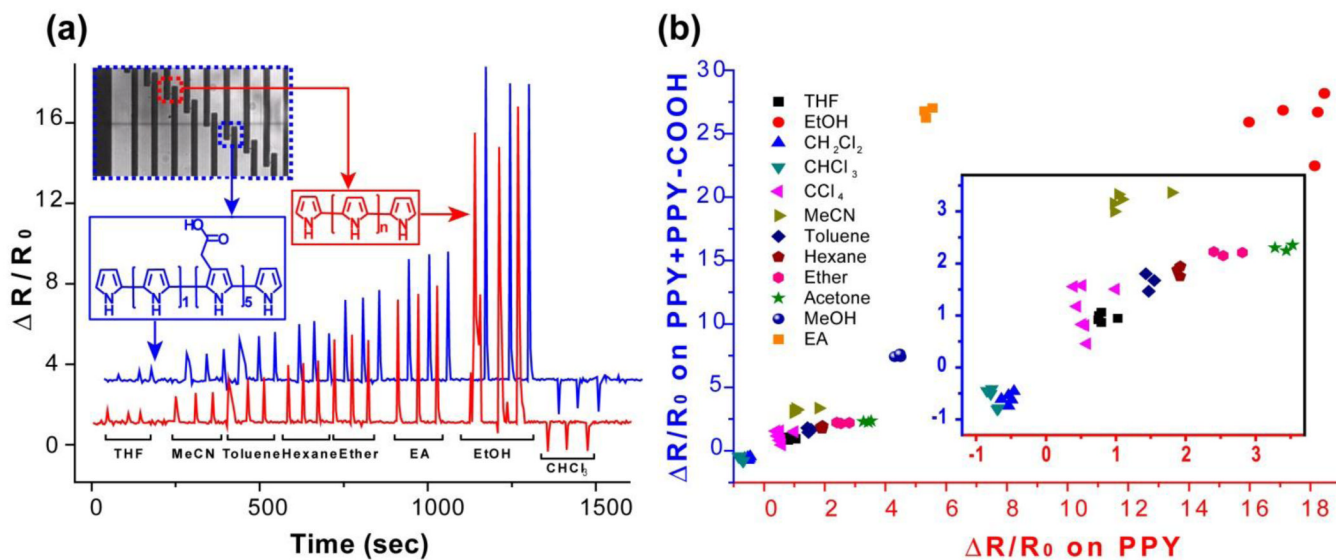 (a)
(b)
ΔR/R0
16
12
8
4
0
HO
O
N
H
N
H
1
N
H
5
N
H
N
H
N
H
n
N
H
THF
MeCN
Toluene
Hexane
Ether
EA
EtOH
CHCl3
0
500
1000
1500
Time (sec)
ΔR/R0 on PPY+PPY-COOH
30
25
20
15
10
5
0
THF
EtOH
CH2Cl2
CHCl3
CCl4
MeCN
Toluene
Hexane
Ether
Acetone
MeOH
EA
3
2
1
0
-1
-1
0
1
2
3
0
2
4
6
8
10
12
14
16
18
ΔR/R0 on PPY